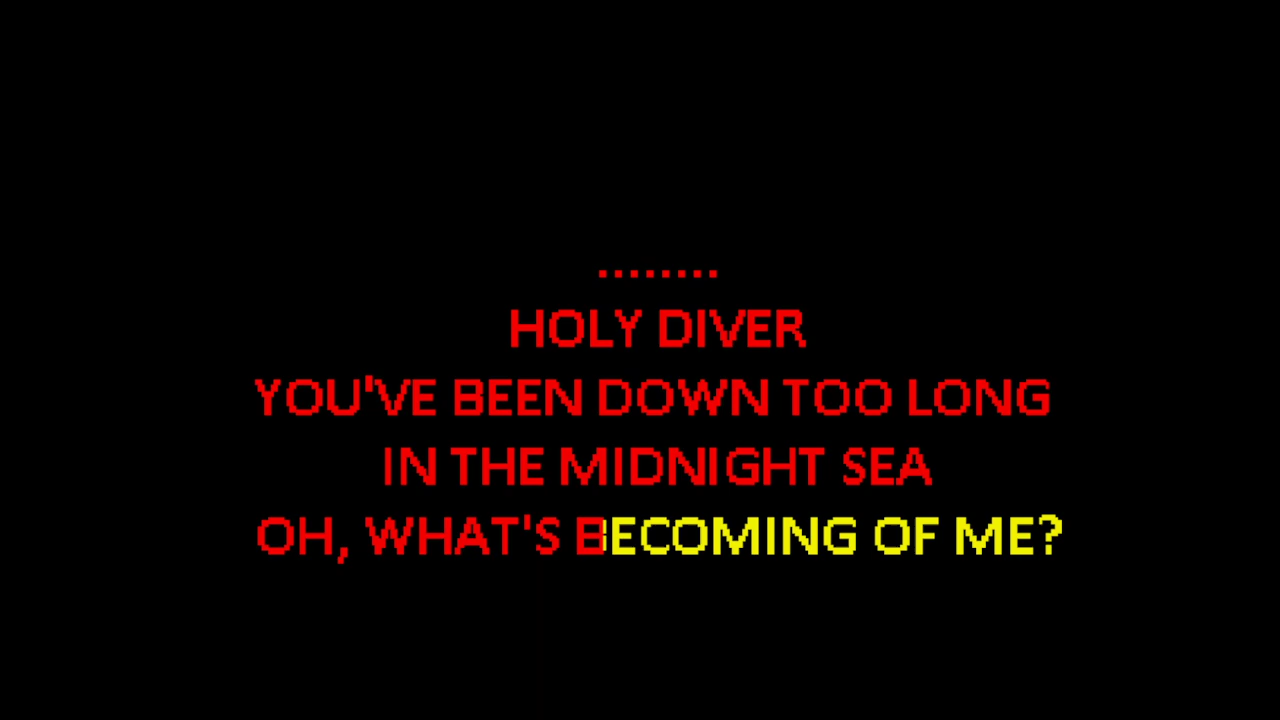 ........
HOLY DIVER
YOU'VE BEEN DOWN TOO LONG
IN THE MIDNIGHT SEA
OH, WHAT'S BECOMING OF ME?